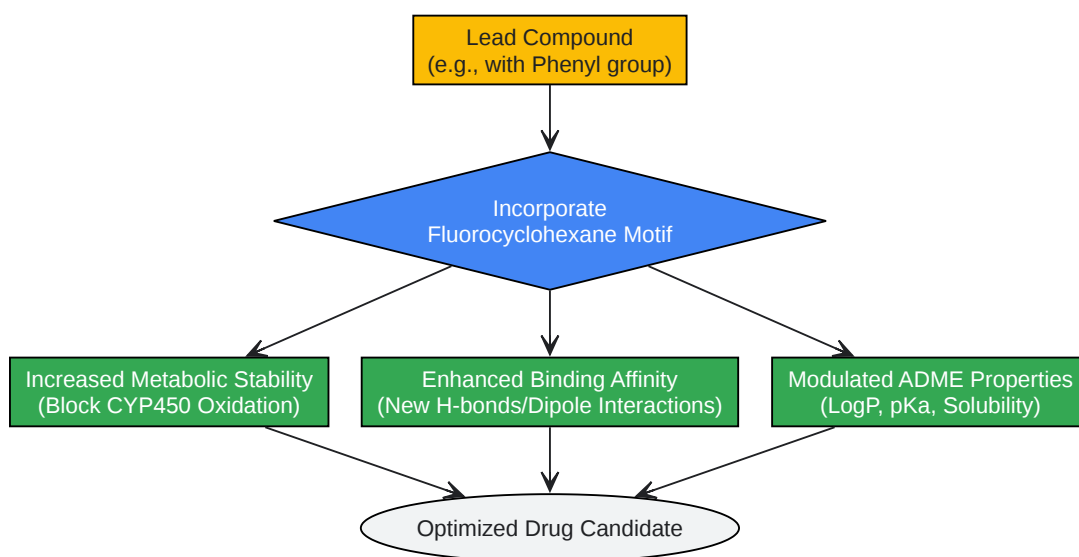 Lead Compound
(e.g., with Phenyl group)
Incorporate
Fluorocyclohexane Motif
Increased Metabolic Stability
(Block CYP450 Oxidation)
Enhanced Binding Affinity
(New H-bonds/Dipole Interactions)
Modulated ADME Properties
(LogP, pKa, Solubility)
Optimized Drug Candidate